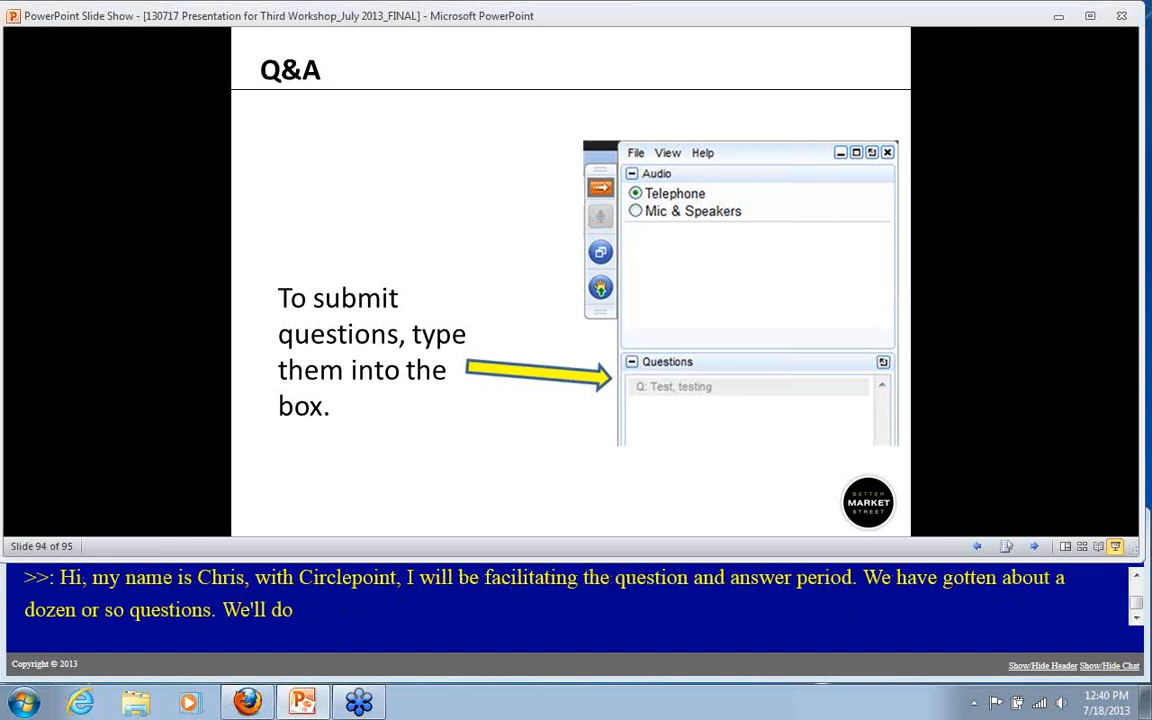 PowerPoint Slide Show - [130717 Presentation for Third Workshop_July 2013_FINAL] - Microsoft PowerPoint
Q&A
File View Help
Audio
Telephone
Mic & Speakers
To submit
questions, type
them into the
box.
Questions
Q: Test, testing
BETTER
MARKET
STREET
Slide 94 of 95
>>: Hi, my name is Chris, with Circlepoint, I will be facilitating the question and answer period. We have gotten about a
dozen or so questions. We'll do
Copyright © 2013
Show/Hide Header Show/Hide Chat
12:40 PM
7/18/2013